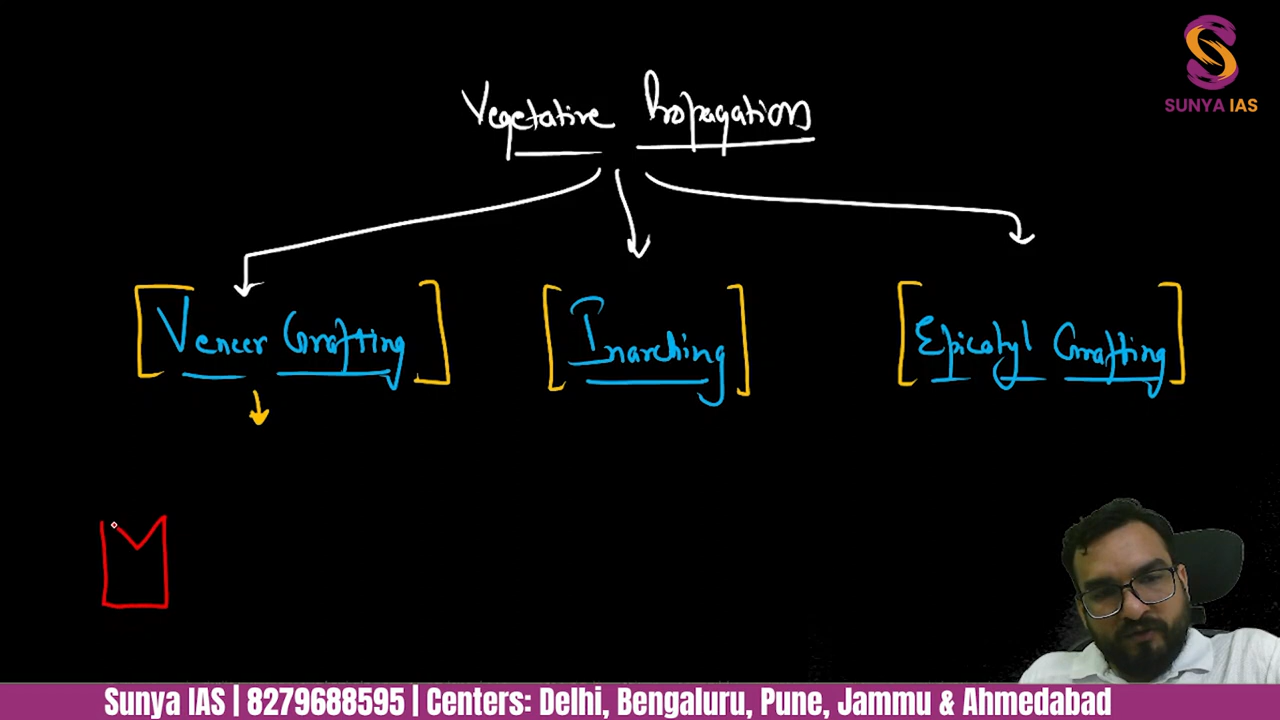 SUNYA IAS
Vegetative Propagation
Veneer Grafting
Inarching
Epicotyl Grafting
Sunya IAS | 8279688595 | Centers: Delhi, Bengaluru, Pune, Jammu & Ahmedabad